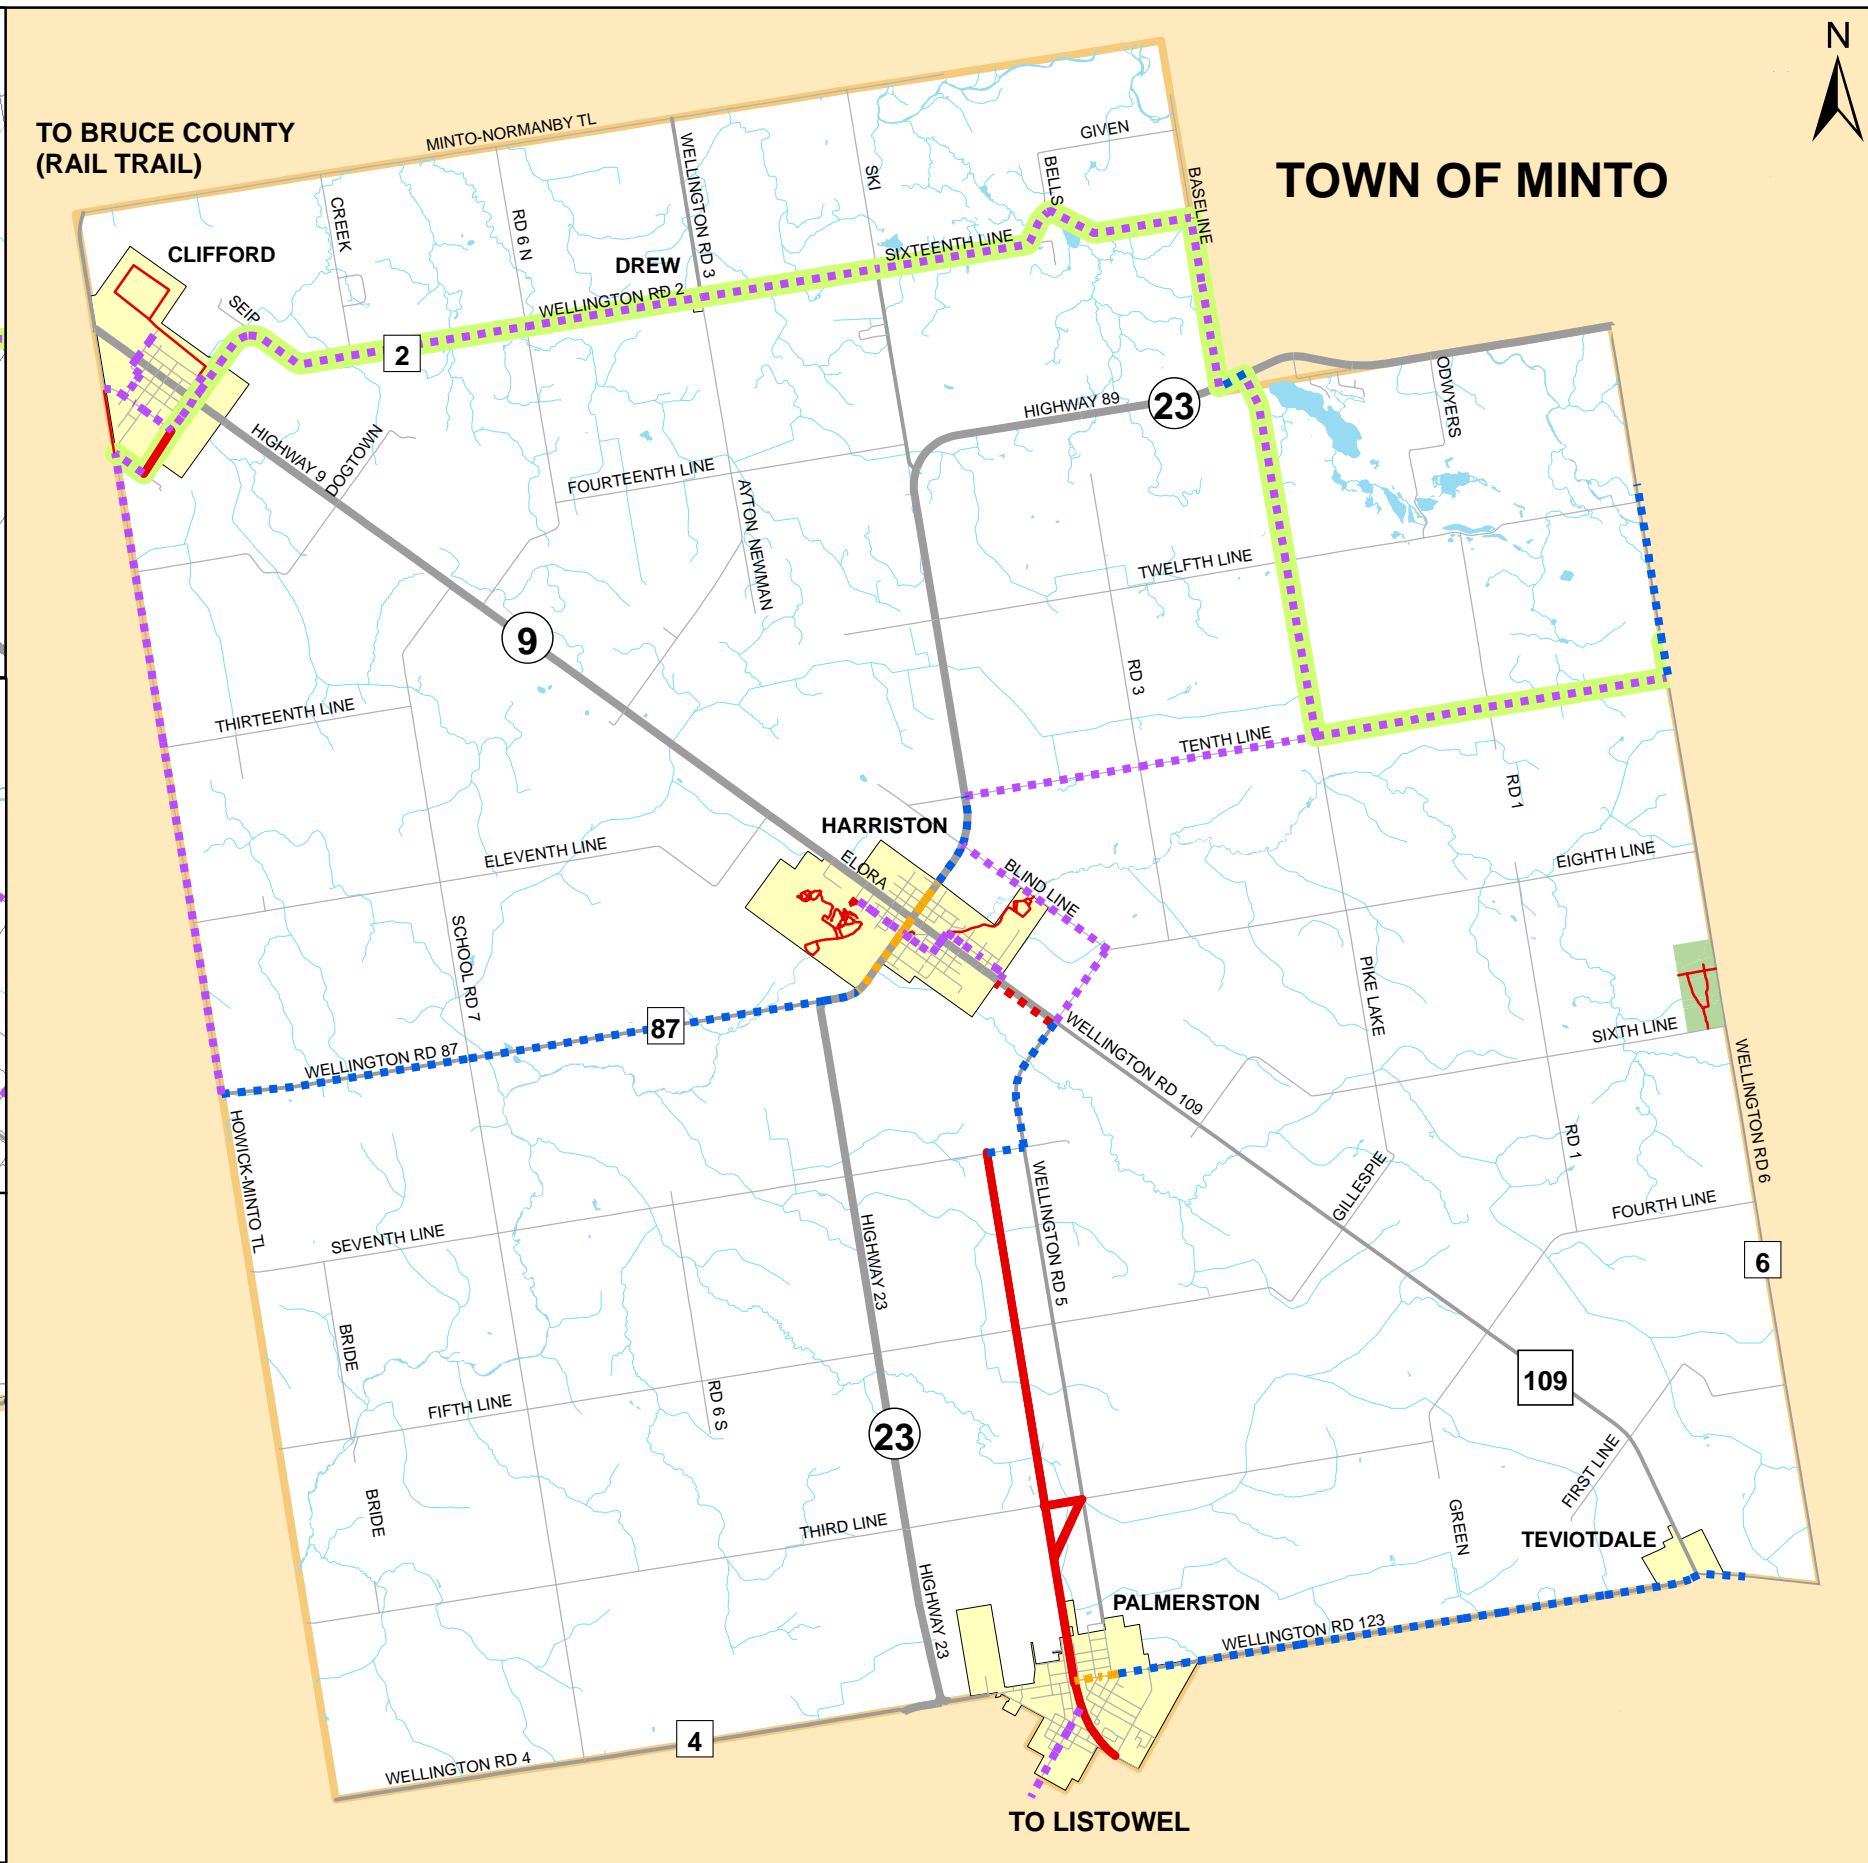 N
TO BRUCE COUNTY
(RAIL TRAIL)
TOWN OF MINTO
MINTO-NORMANBY TL
WELLINGTON RD 3
SKI
GIVEN
BELLS
BASELINE
CREEK
RD 6 N
CLIFFORD
DREW
SIXTEENTH LINE
WELLINGTON RD 2
SEIP
2
HIGHWAY 89
23
ODWYERS
HIGHWAY 9
DOGTOWN
FOURTEENTH LINE
AYTON NEWMAN
TWELFTH LINE
9
RD 3
THIRTEENTH LINE
TENTH LINE
RD 1
HARRISTON
ELEVENTH LINE
ELORA
BLIND LINE
EIGHTH LINE
SCHOOL RD 7
PIKE LAKE
87
WELLINGTON RD 87
WELLINGTON RD 109
SIXTH LINE
WELLINGTON RD 6
HOWICK-MINTO TL
RD 1
GILLESPIE
WELLINGTON RD 5
HIGHWAY 23
FOURTH LINE
SEVENTH LINE
6
BRIDE
RD 6 S
FIFTH LINE
109
23
BRIDE
FIRST LINE
GREEN
THIRD LINE
TEVIOTDALE
HIGHWAY 23
PALMERSTON
WELLINGTON RD 123
4
WELLINGTON RD 4
TO LISTOWEL